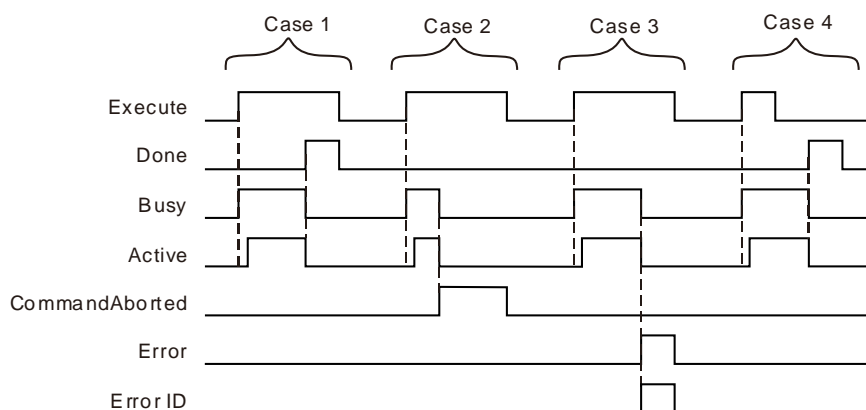 Case 1 Case 2 Case 3 Case 4
Execute
Done
Busy
Active
CommandAborted
Error
Error ID